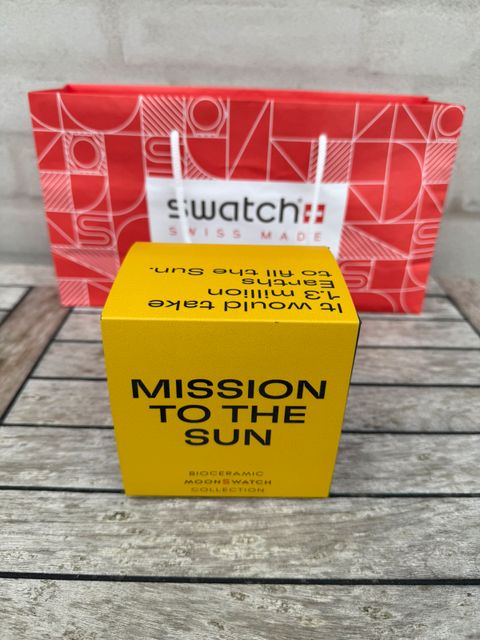 swatch
SWISS MADE
It would take
1.3 million
Earths
to fill the Sun.
MISSION
TO THE
SUN
BIOCERAMIC
MOONSWATCH
COLLECTION